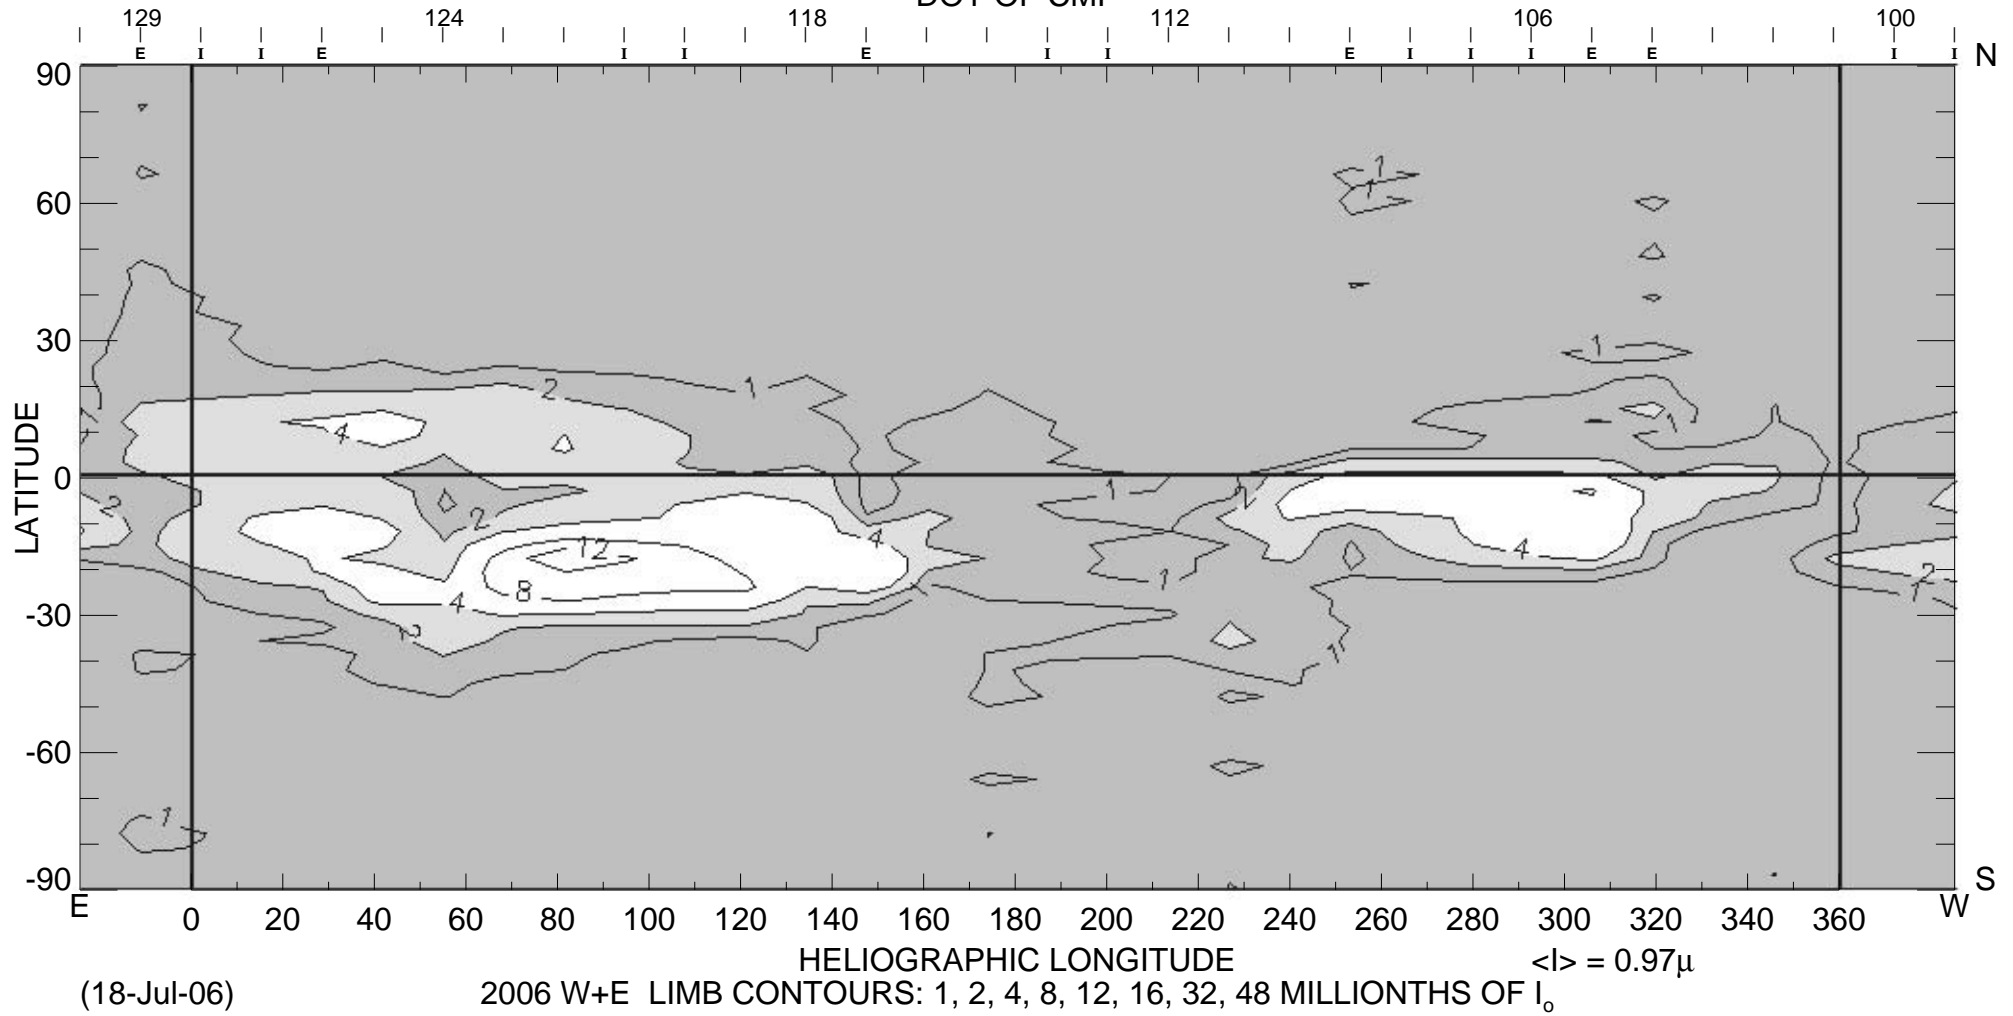 DOY OF CMP
129 124 118 112 106 100
E I I E I I E I I E I I I E E I I
90 N
60
30
0
-30
-60
-90 S
LATITUDE
1 1 1 2 1 4 1 2 1 2 2 4 12 8 4 2 1 1 2 4 1 2 1 1
E W
0 20 40 60 80 100 120 140 160 180 200 220 240 260 280 300 320 340 360
HELIOGRAPHIC LONGITUDE <I> = 0.97μ
(18-Jul-06) 2006 W+E LIMB CONTOURS: 1, 2, 4, 8, 12, 16, 32, 48 MILLIONTHS OF Io